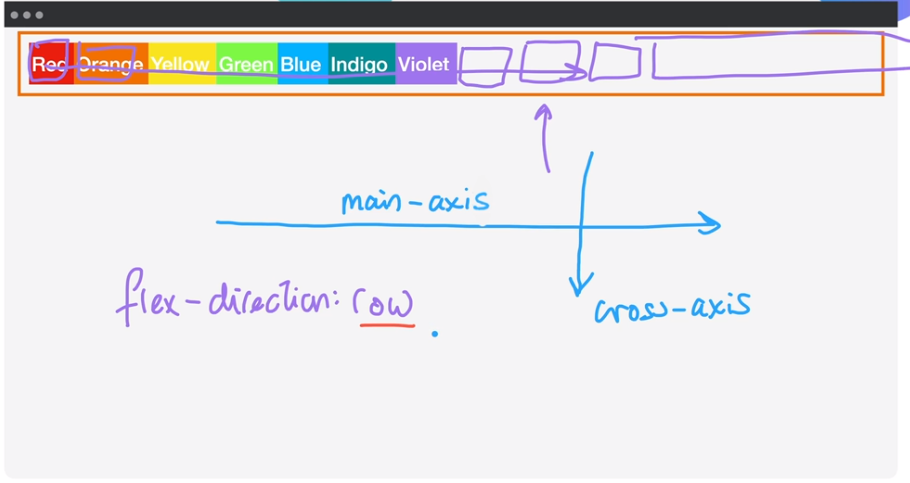 Red Orange Yellow Green Blue Indigo Violet
main-axis
flex-direction: row
cross-axis